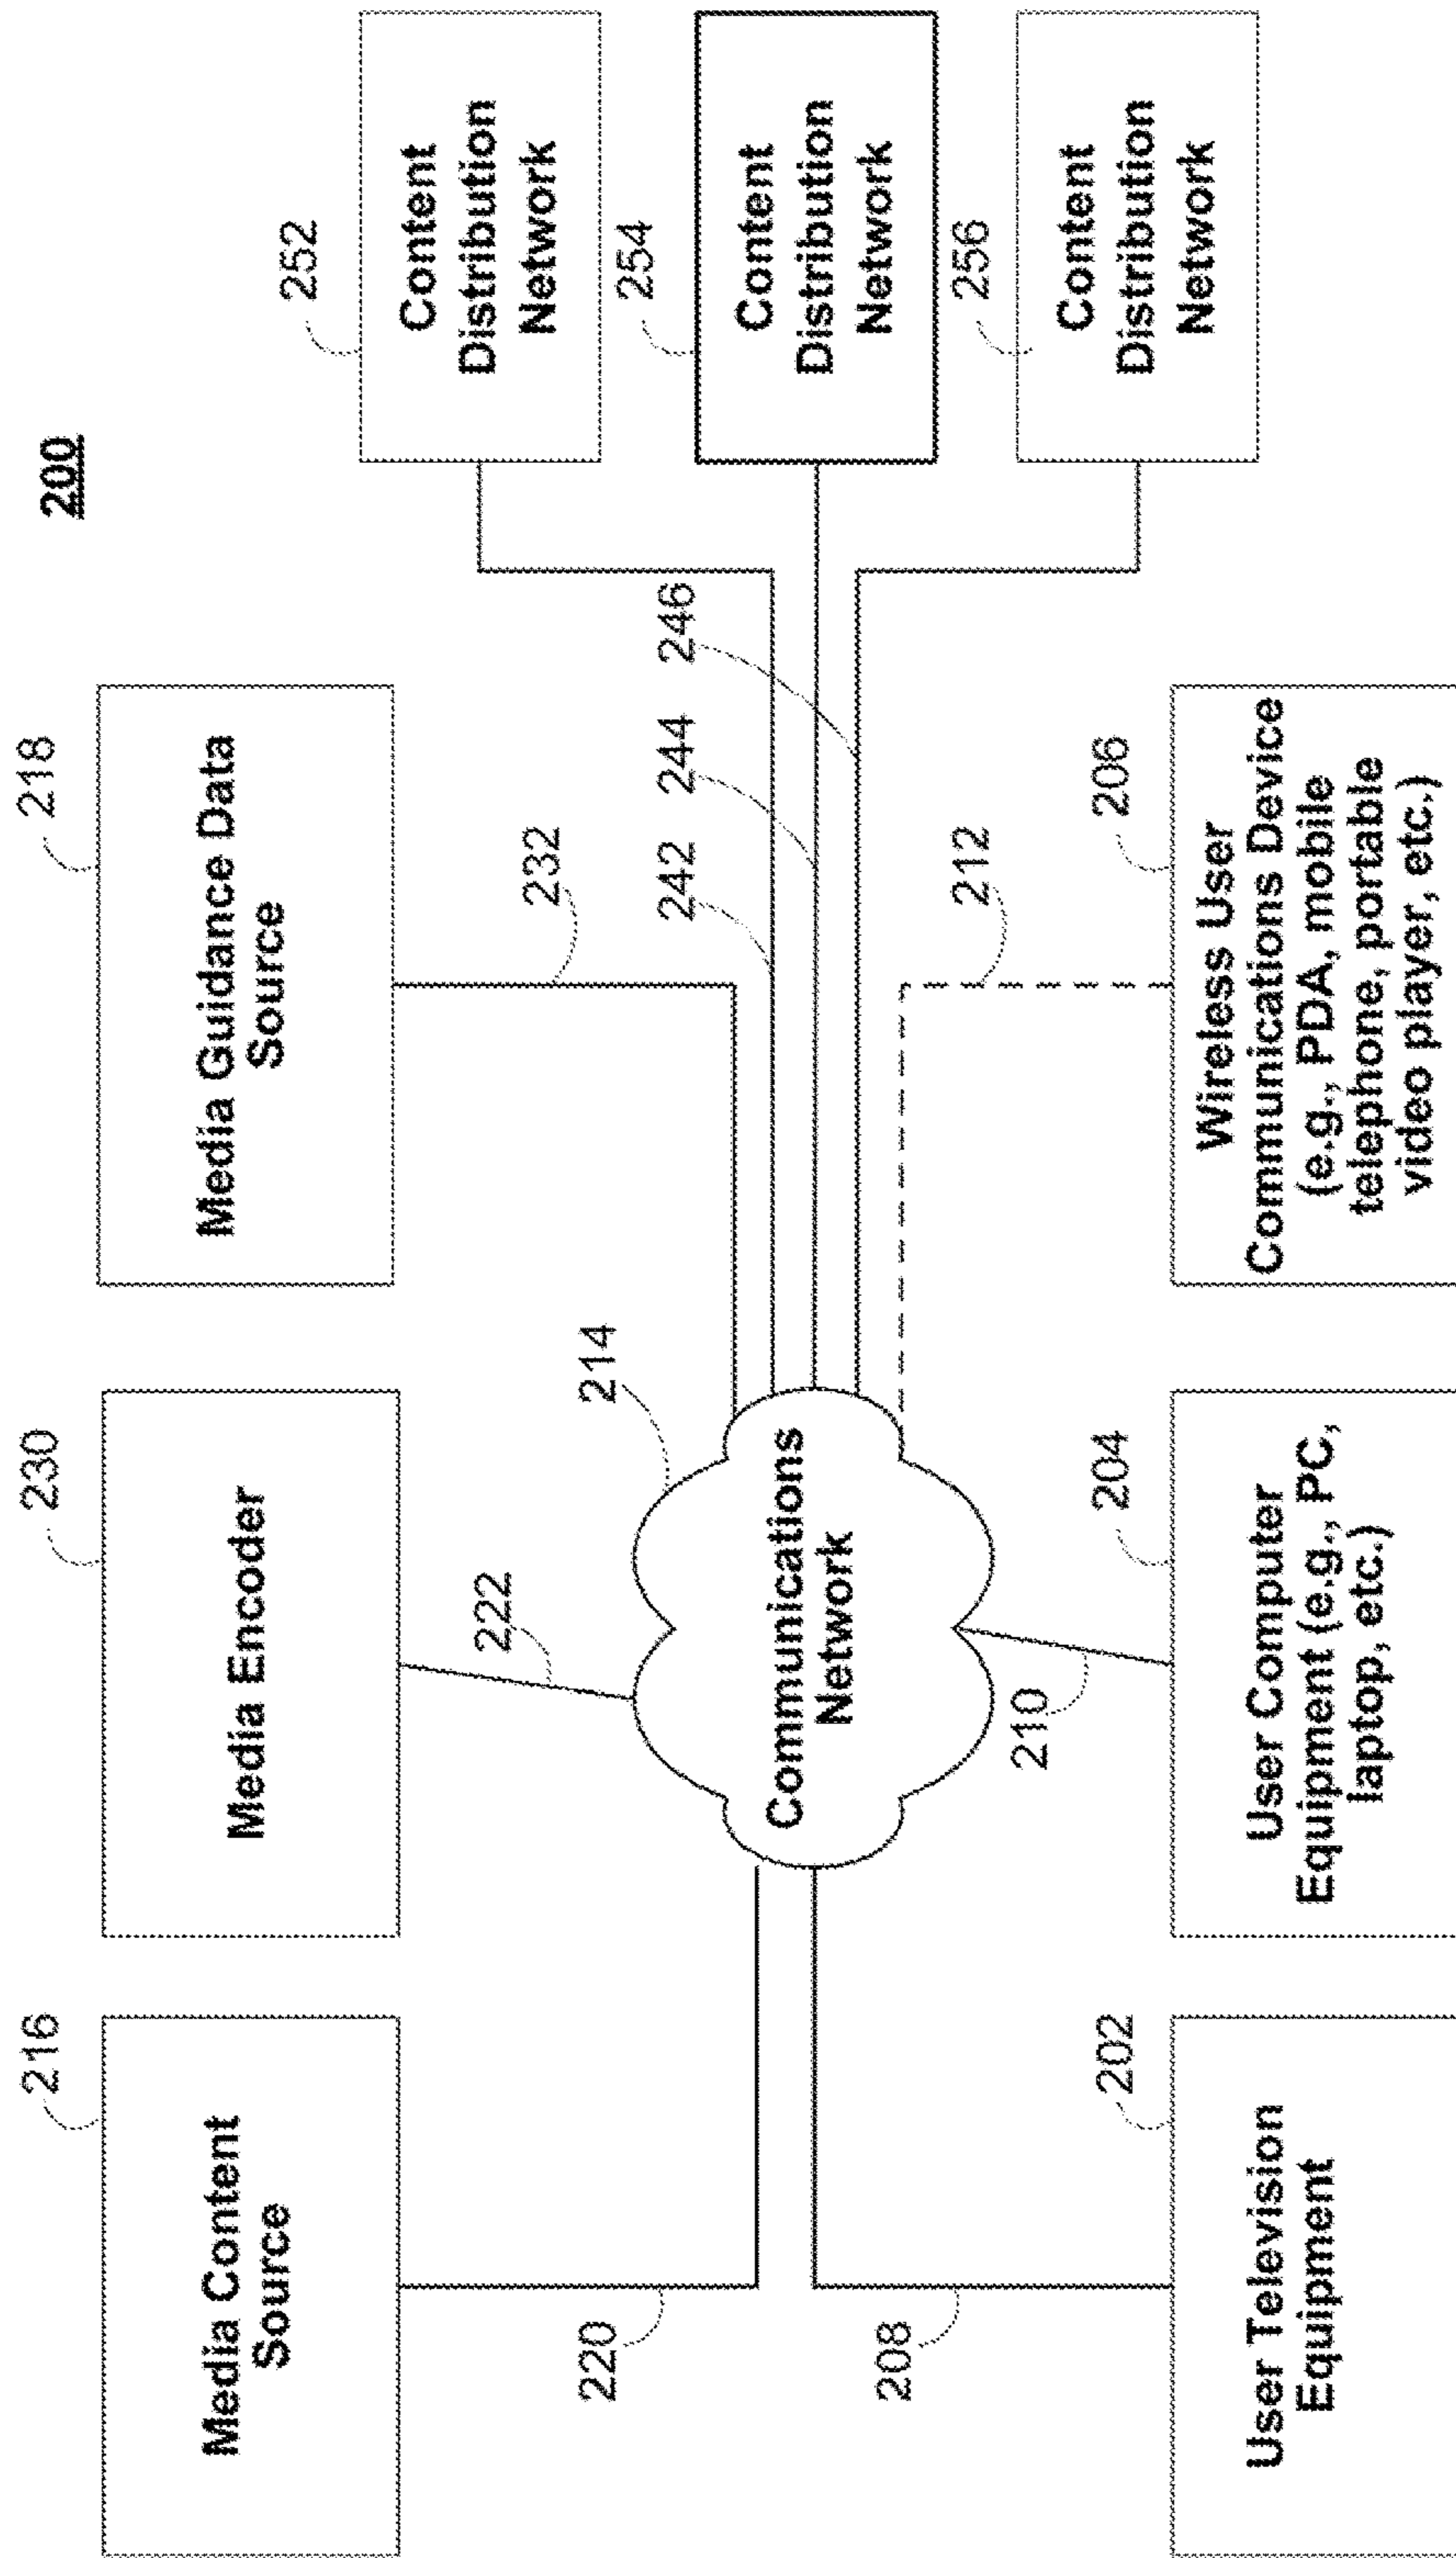 200
216
Media Content
Source
230
Media Encoder
218
Media Guidance Data
Source
220
222
232
214
Communications
Network
242
244
246
252
Content
Distribution
Network
254
Content
Distribution
Network
256
Content
Distribution
Network
208
210
212
202
User Television
Equipment
204
User Computer
Equipment (e.g., PC,
laptop, etc.)
206
Wireless User
Communications Device
(e.g., PDA, mobile
telephone, portable
video player, etc.)